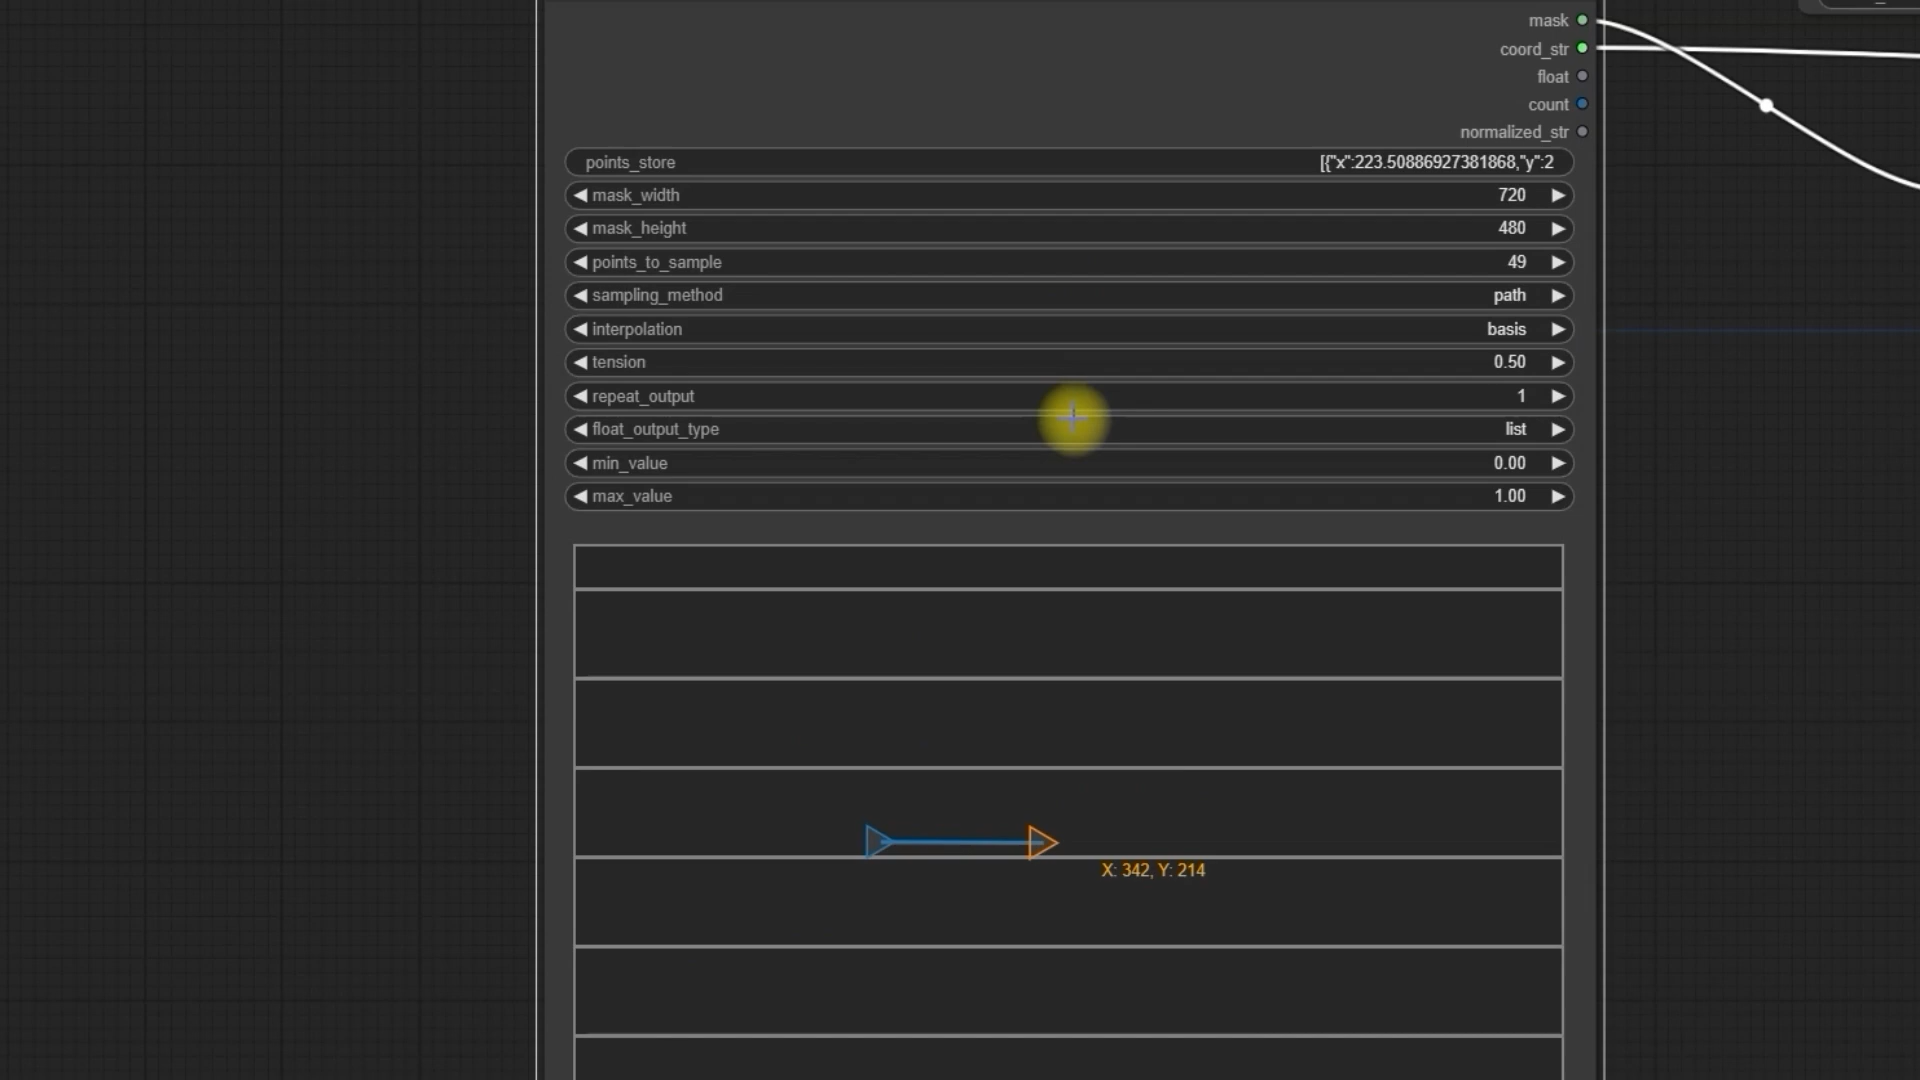 mask
coord_str
float
count
normalized_str
points_store [{"x":223.50886927381868,"y":2
mask_width 720
mask_height 480
points_to_sample 49
sampling_method path
interpolation basis
tension 0.50
repeat_output 1
float_output_type list
min_value 0.00
max_value 1.00
X: 342, Y: 214